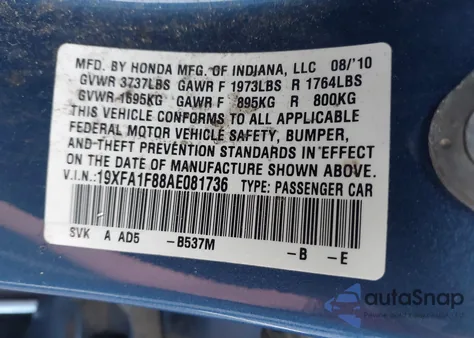 MFD. BY HONDA MFG. OF INDIANA, LLC 08/'10
GVWR 3737LBS GAWR F 1973LBS R 1764LBS
GVWR 1695KG GAWR F 895KG R 800KG
THIS VEHICLE CONFORMS TO ALL APPLICABLE
FEDERAL MOTOR VEHICLE SAFETY, BUMPER,
AND THEFT PREVENTION STANDARDS IN EFFECT
ON THE DATE OF MANUFACTURE SHOWN ABOVE.
V.I.N.:19XFA1F88AE081736 TYPE: PASSENGER CAR
SVK A AD5 -B537M -B -E
autoSnap